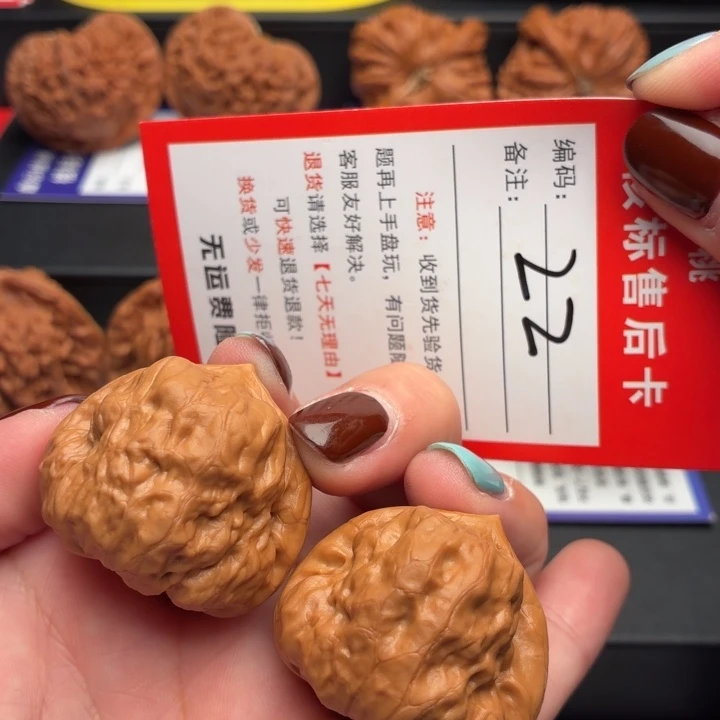 桃
标售后卡
编码: 22
备注:
注意: 收到货先验货
题再上手盘玩，有问题
客服友好解决。
退货请选择【七天无理由】
可快速退货退款！
换货或少发一律拒
无运费险